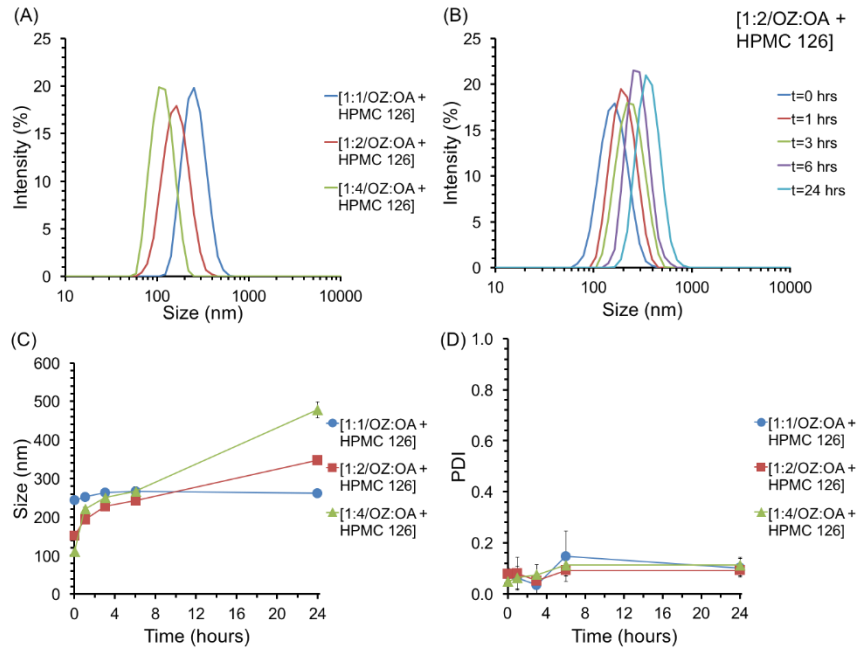 (A)
Intensity (%)
25
20
15
10
5
0
10
100
1000
10000
Size (nm)
[1:1/OZ:OA +
HPMC 126]
[1:2/OZ:OA +
HPMC 126]
[1:4/OZ:OA +
HPMC 126]
(B)
[1:2/OZ:OA +
HPMC 126]
Intensity (%)
25
20
15
10
5
0
10
100
1000
10000
Size (nm)
t=0 hrs
t=1 hrs
t=3 hrs
t=6 hrs
t=24 hrs
(C)
Size (nm)
600
500
400
300
200
100
0
0
4
8
12
16
20
24
Time (hours)
[1:1/OZ:OA +
HPMC 126]
[1:2/OZ:OA +
HPMC 126]
[1:4/OZ:OA +
HPMC 126]
(D)
PDI
1.0
0.8
0.6
0.4
0.2
0.0
0
4
8
12
16
20
24
Time (hours)
[1:1/OZ:OA +
HPMC 126]
[1:2/OZ:OA +
HPMC 126]
[1:4/OZ:OA +
HPMC 126]